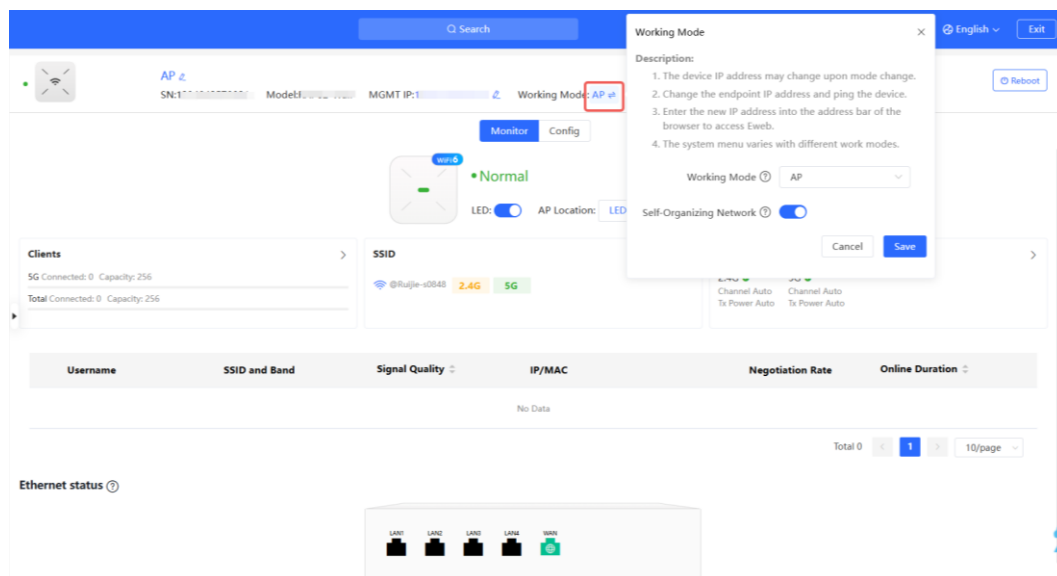 Search
English
Exit
Working Mode
Description:
1. The device IP address may change upon mode change.
2. Change the endpoint IP address and ping the device.
3. Enter the new IP address into the address bar of the
browser to access Eweb.
4. The system menu varies with different work modes.
Working Mode
AP
Self-Organizing Network
Cancel
Save
AP
SN:1
Model:
MGMT IP:1
Working Mode: AP
Reboot
Monitor
Config
WiFi6
Normal
LED:
AP Location:
LED
Clients
5G Connected: 0 Capacity: 256
Total Connected: 0 Capacity: 256
SSID
@Ruijie-s0848
2.4G
5G
Channel Auto
Channel Auto
Tx Power Auto
Tx Power Auto
Username
SSID and Band
Signal Quality
IP/MAC
Negotiation Rate
Online Duration
No Data
Total 0
1
10/page
Ethernet status
LAN1
LAN2
LAN3
LAN4
WAN